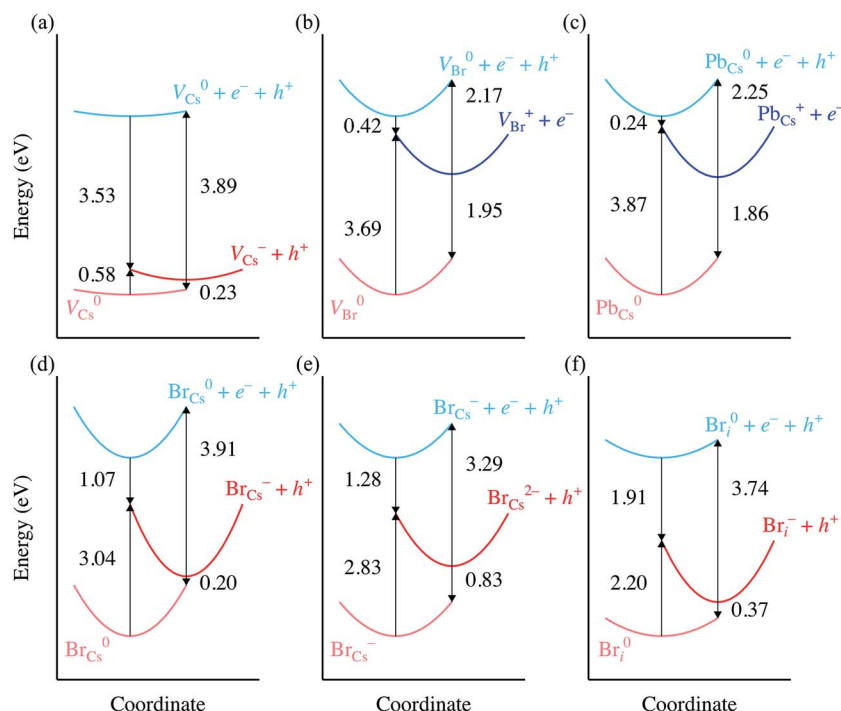 (a)
V_Cs^0 + e^- + h^+
3.53
3.89
V_Cs^- + h^+
0.58
0.23
V_Cs^0
Energy (eV)
(b)
V_Br^0 + e^- + h^+
2.17
0.42
V_Br^+ + e^-
3.69
1.95
V_Br^0
(c)
Pb_Cs^0 + e^- + h^+
2.25
0.24
Pb_Cs^+ + e^-
3.87
1.86
Pb_Cs^0
(d)
Br_Cs^0 + e^- + h^+
3.91
1.07
Br_Cs^- + h^+
3.04
0.20
Br_Cs^0
Energy (eV)
Coordinate
(e)
Br_Cs^- + e^- + h^+
3.29
1.28
Br_Cs^2- + h^+
2.83
0.83
Br_Cs^-
Coordinate
(f)
Br_i^0 + e^- + h^+
3.74
1.91
Br_i^- + h^+
2.20
0.37
Br_i^0
Coordinate